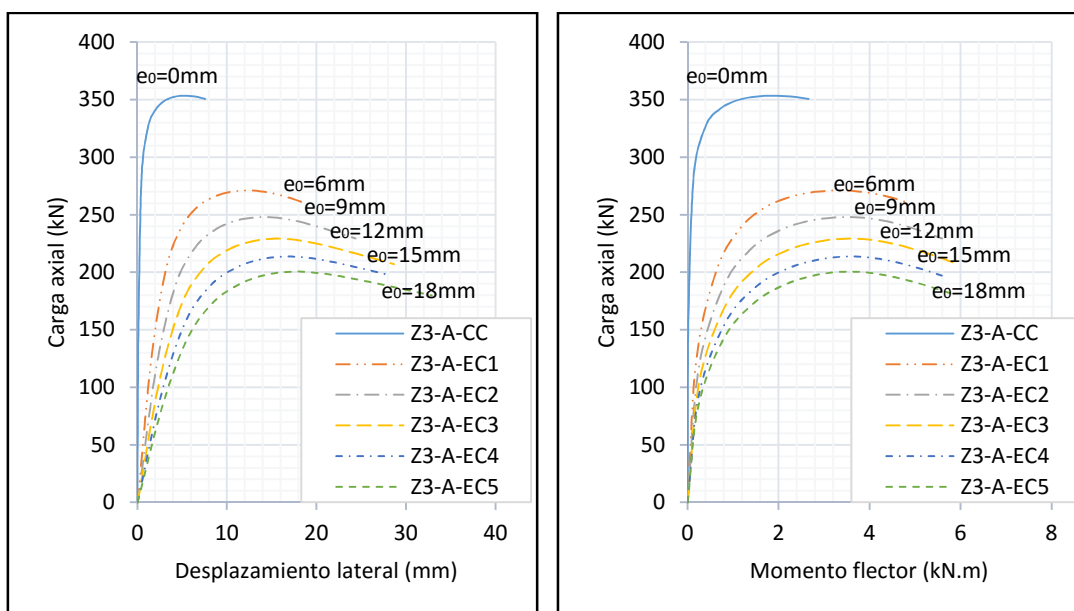 400
350
300
250
200
150
100
50
0
Carga axial (kN)
e0=0mm
e0=6mm
e0=9mm
e0=12mm
e0=15mm
e0=18mm
Z3-A-CC
Z3-A-EC1
Z3-A-EC2
Z3-A-EC3
Z3-A-EC4
Z3-A-EC5
0 10 20 30 40
Desplazamiento lateral (mm)
400
350
300
250
200
150
100
50
0
Carga axial (kN)
e0=0mm
e0=6mm
e0=9mm
e0=12mm
e0=15mm
e0=18mm
Z3-A-CC
Z3-A-EC1
Z3-A-EC2
Z3-A-EC3
Z3-A-EC4
Z3-A-EC5
0 2 4 6 8
Momento flector (kN.m)